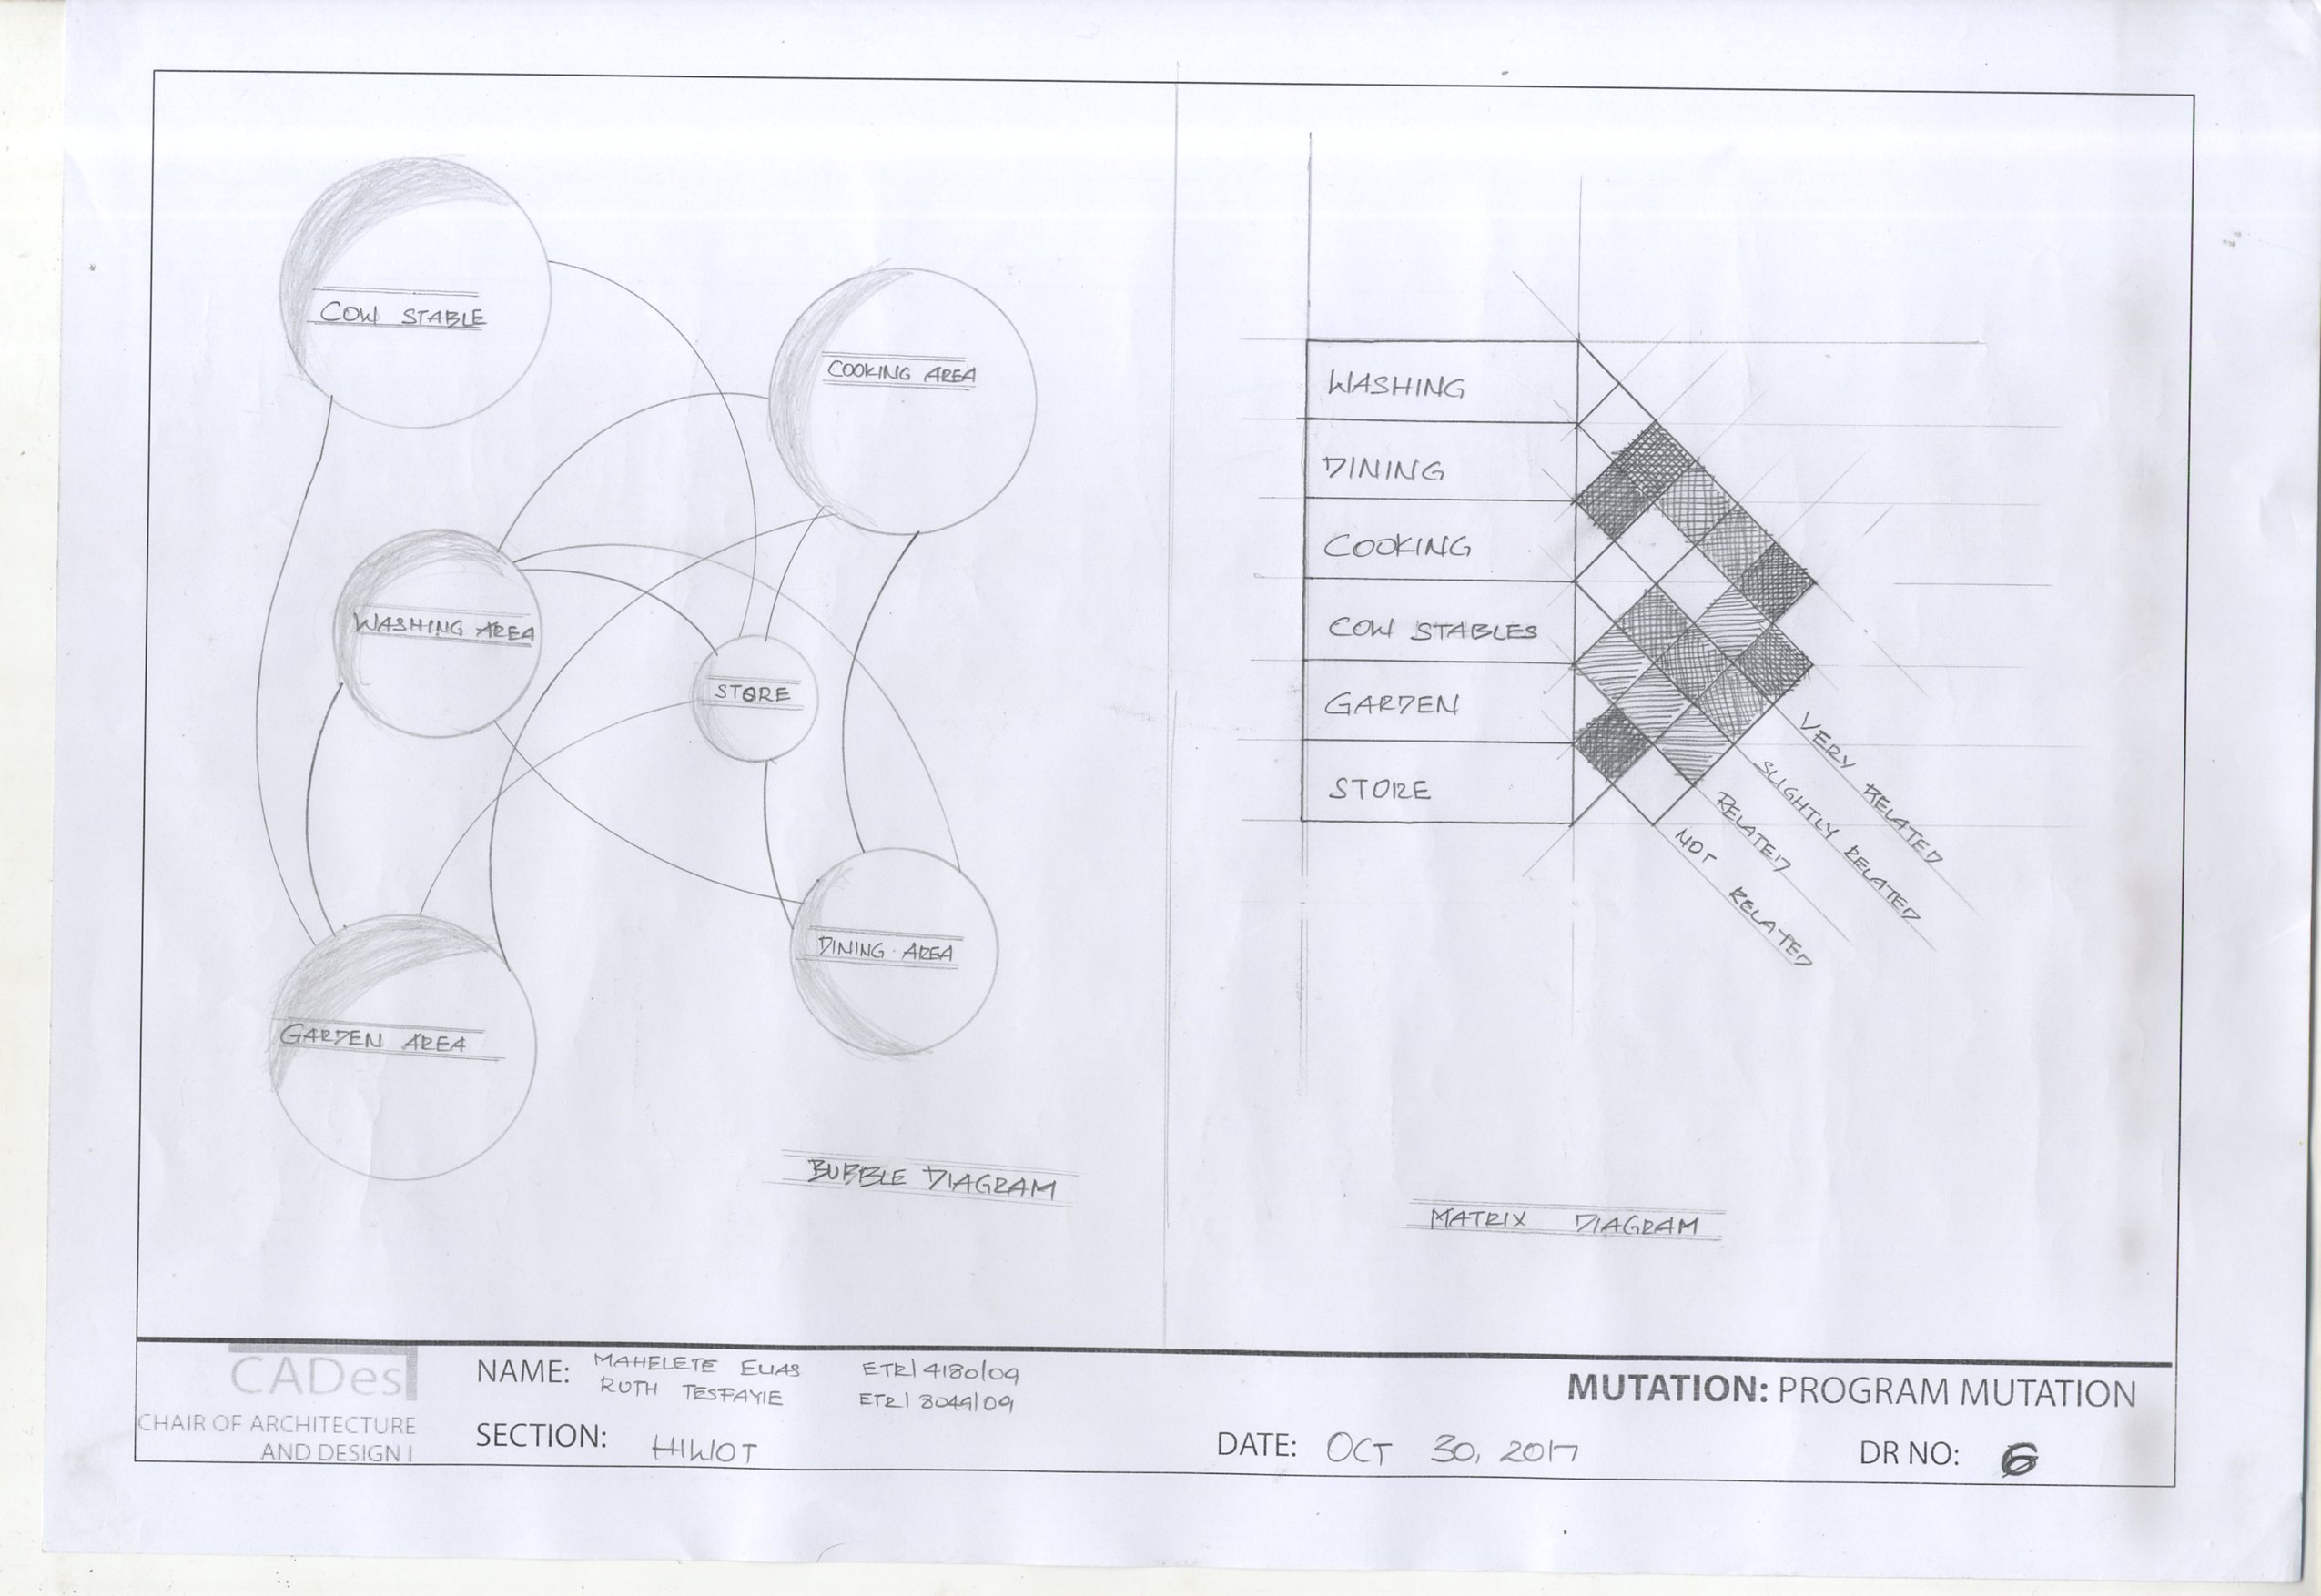 COW STABLE
COOKING AREA
WASHING AREA
STORE
DINING AREA
GARDEN AREA
BUBBLE DIAGRAM
WASHING
DINING
COOKING
COW STABLES
GARDEN
STORE
VERY RELATED
SLIGHTLY RELATED
RELATED
NOT RELATED
MATRIX DIAGRAM
CADes
CHAIR OF ARCHITECTURE
AND DESIGN I
NAME: MAHELETE ELIAS ETR/4180/09
RUTH TESFAYIE ETR/3049/09
SECTION: HIWOT
DATE: OCT 30, 2017
MUTATION: PROGRAM MUTATION
DR NO: 6